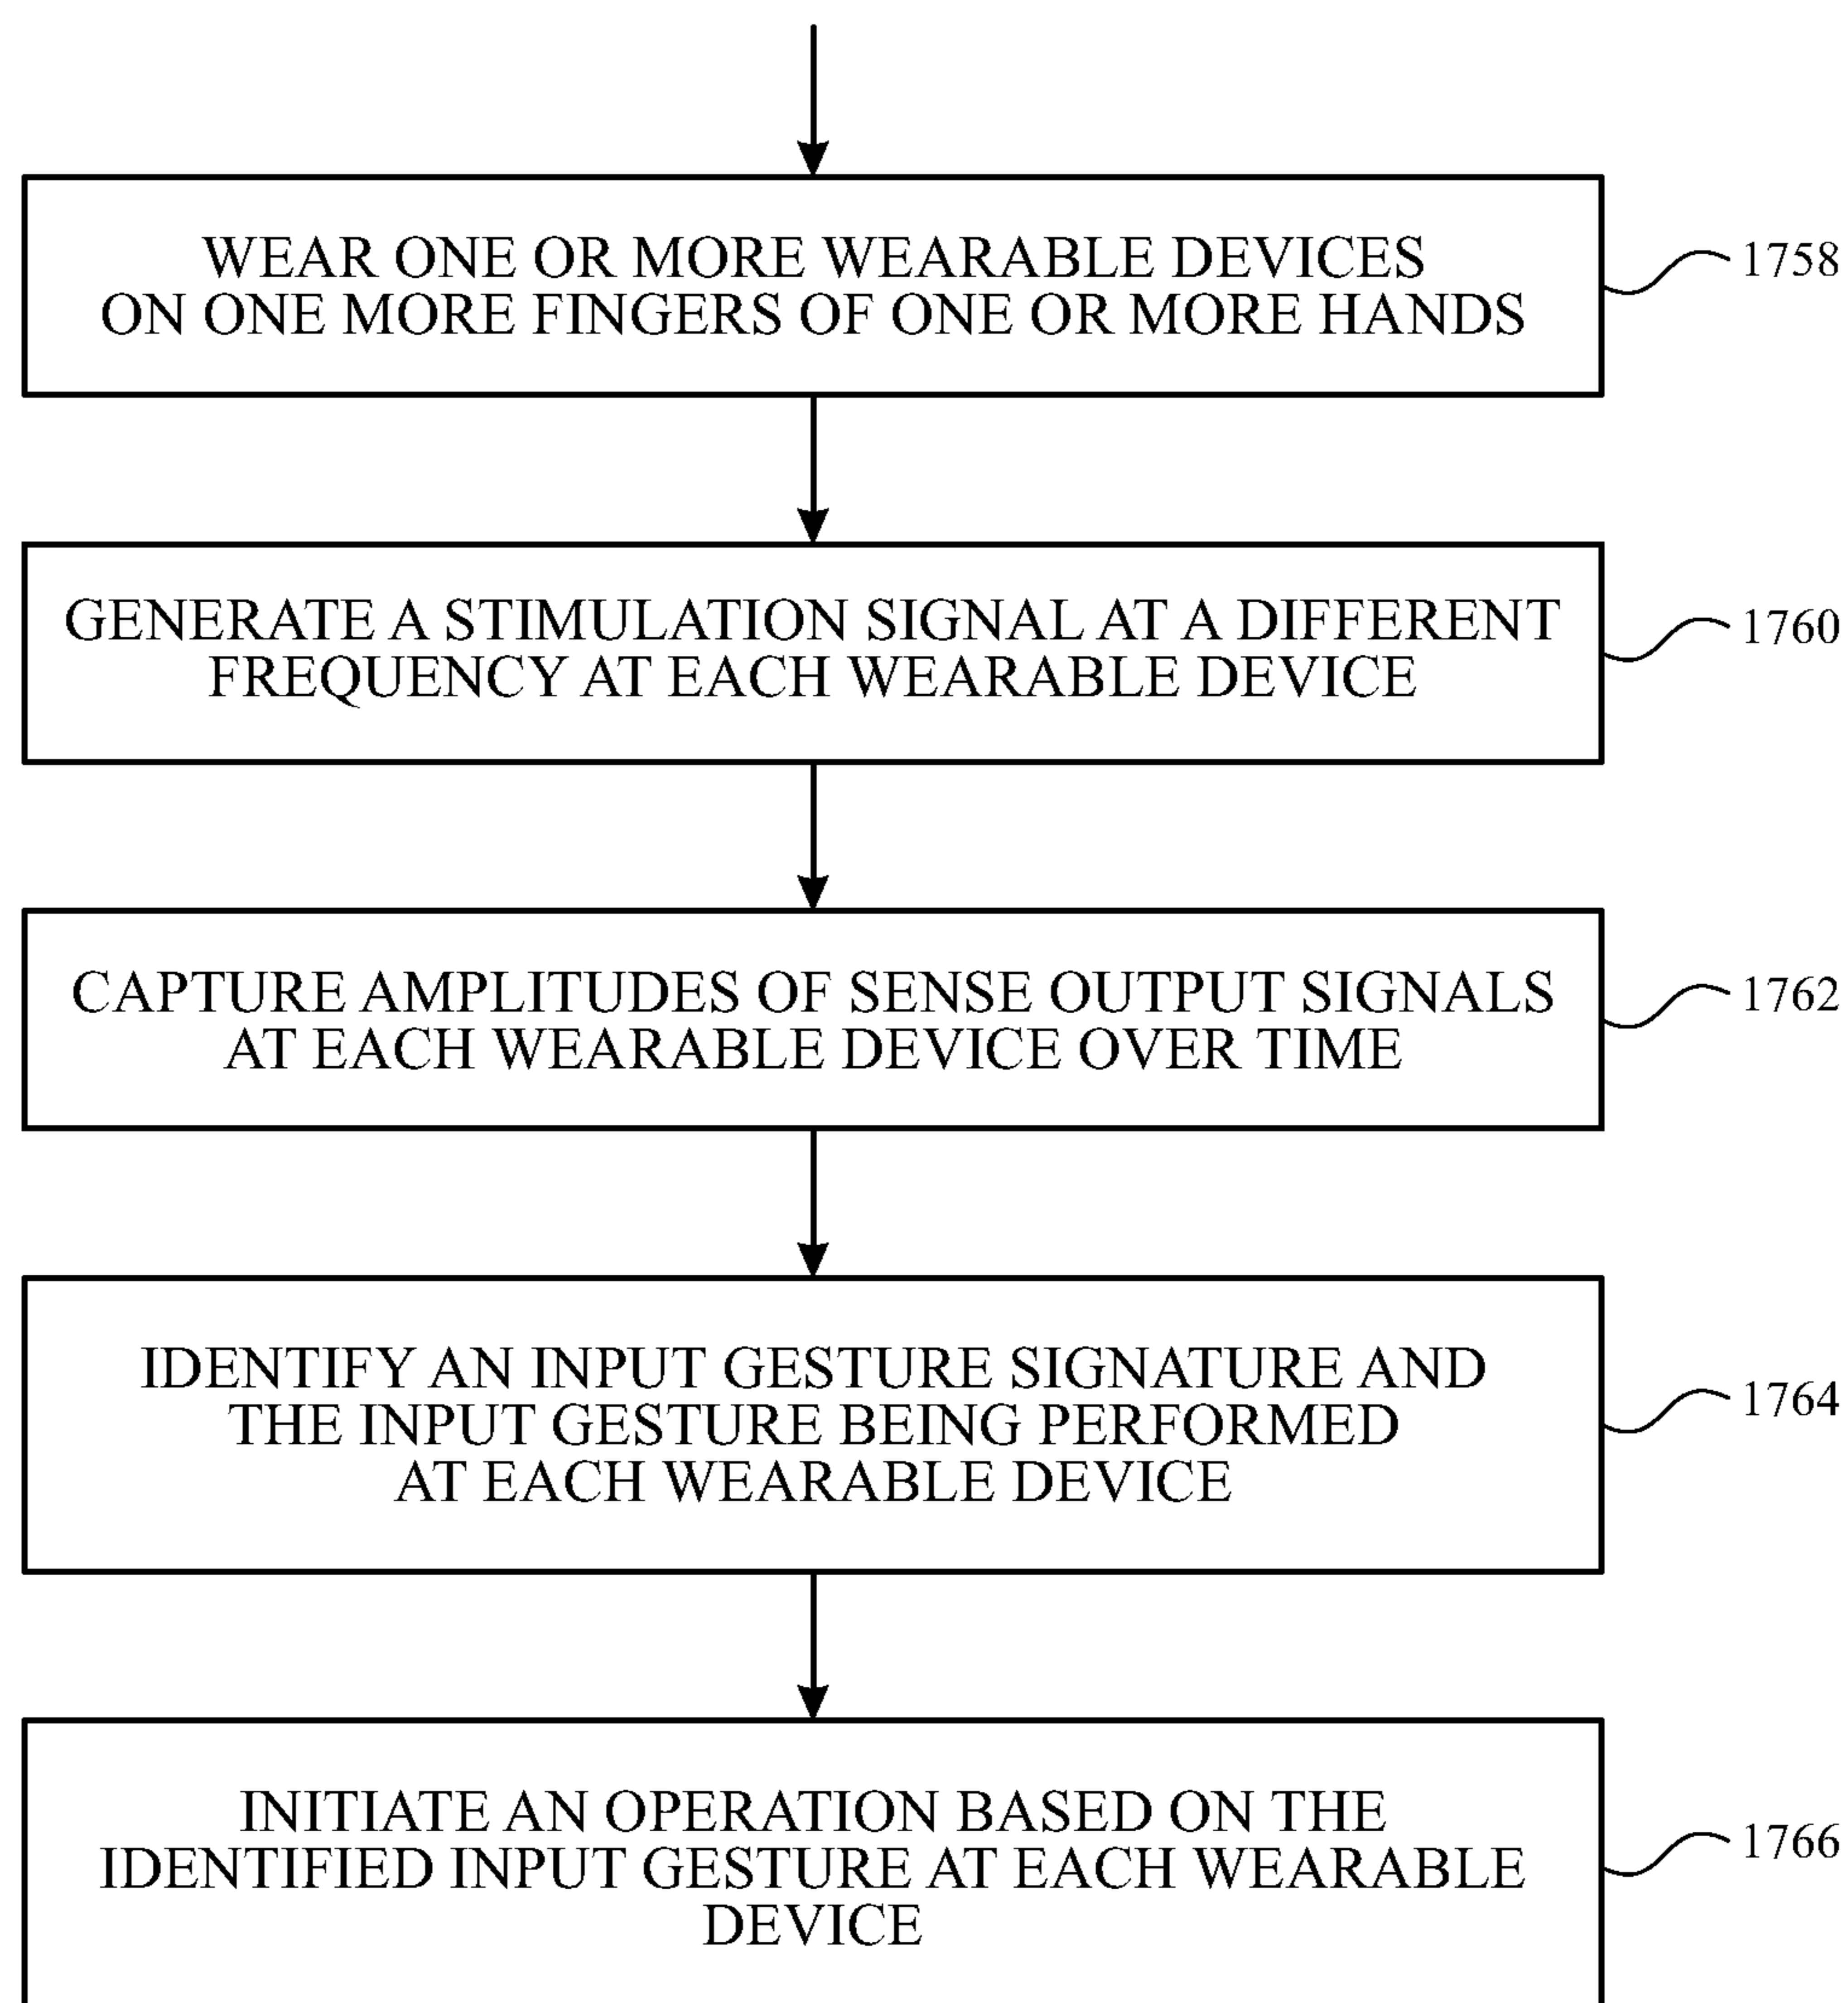 WEAR ONE OR MORE WEARABLE DEVICES
ON ONE MORE FINGERS OF ONE OR MORE HANDS
1758
GENERATE A STIMULATION SIGNAL AT A DIFFERENT
FREQUENCY AT EACH WEARABLE DEVICE
1760
CAPTURE AMPLITUDES OF SENSE OUTPUT SIGNALS
AT EACH WEARABLE DEVICE OVER TIME
1762
IDENTIFY AN INPUT GESTURE SIGNATURE AND
THE INPUT GESTURE BEING PERFORMED
AT EACH WEARABLE DEVICE
1764
INITIATE AN OPERATION BASED ON THE
IDENTIFIED INPUT GESTURE AT EACH WEARABLE
DEVICE
1766